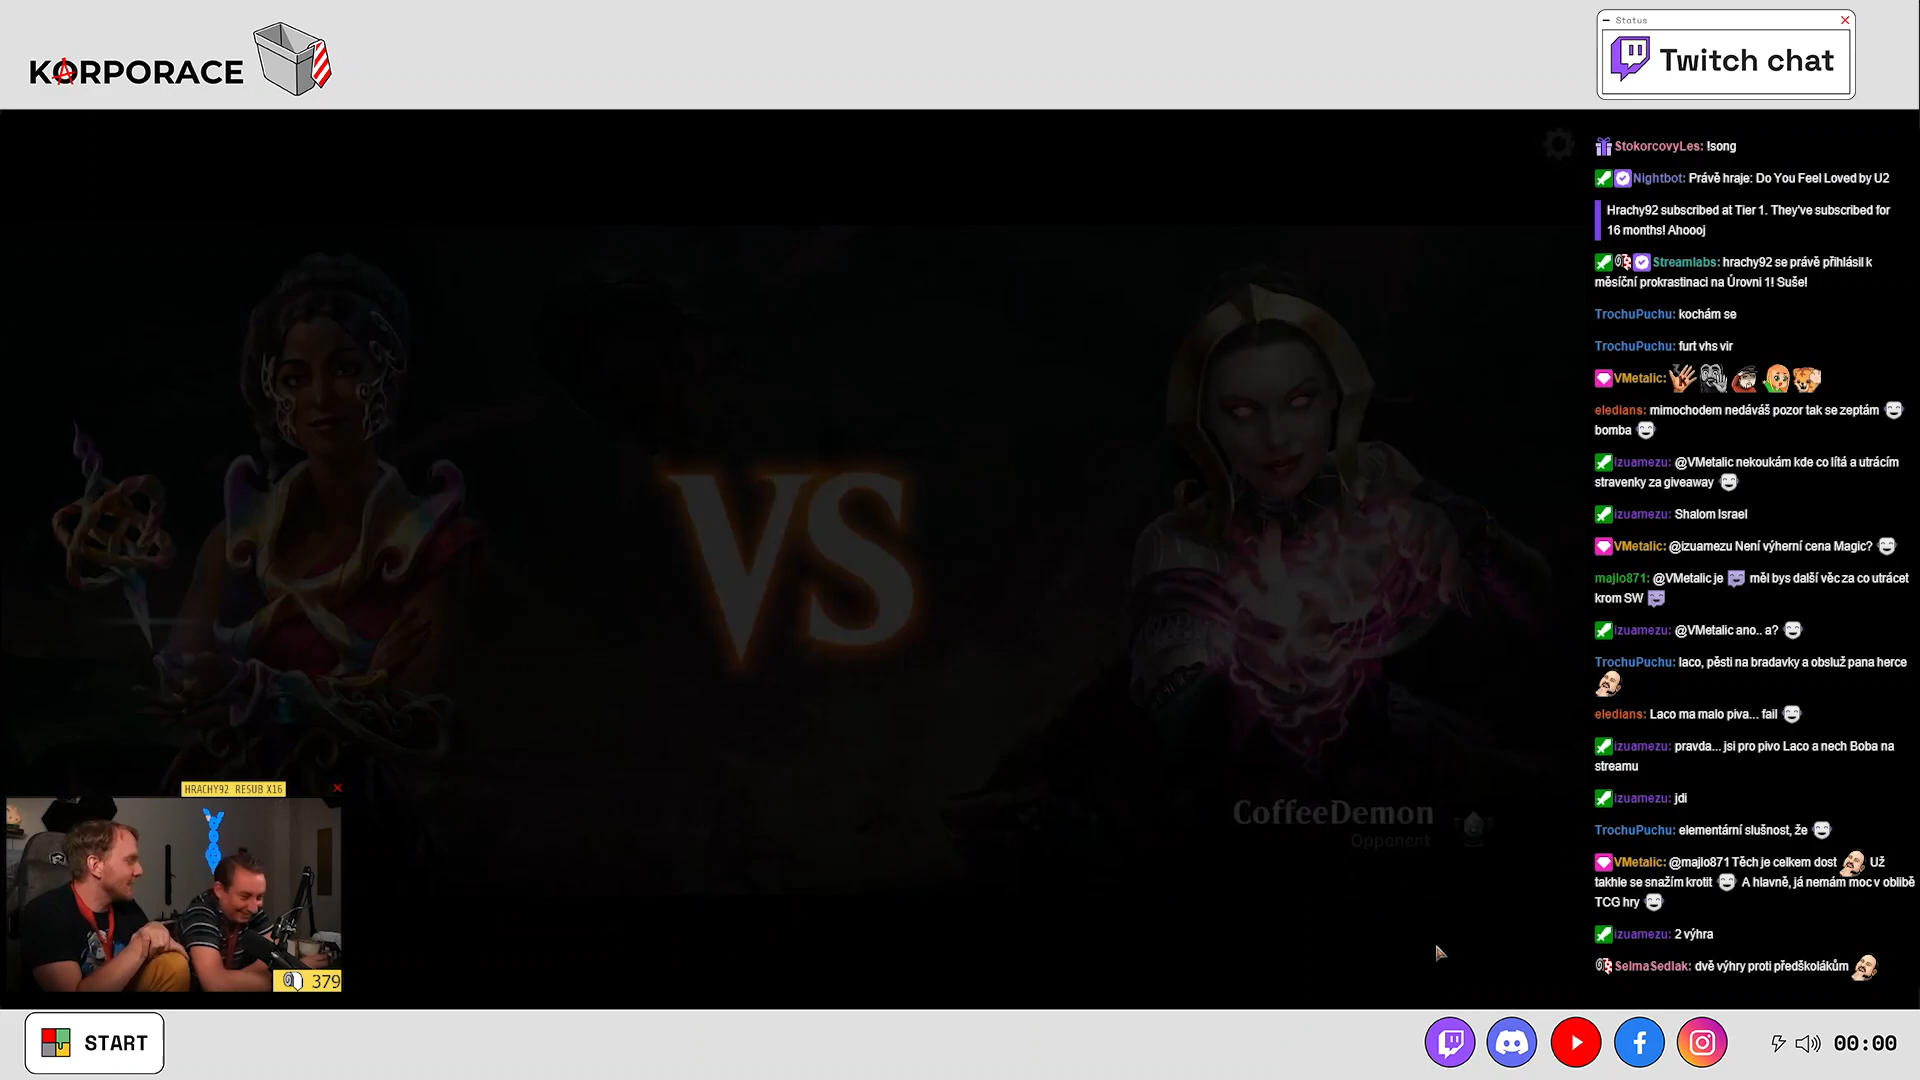 KORPORACE
Status
Twitch chat
StokorcovyLes: !song
Nightbot: Právě hraje: Do You Feel Loved by U2
Hrachy92 subscribed at Tier 1. They've subscribed for
16 months! Ahoooj
Streamlabs: hrachy92 se právě přihlásil k
měsíční prokrastinaci na Úrovni 1! Suše!
TrochuPuchu: kochám se
TrochuPuchu: furt vhs vir
VMetalic:
eledians: mimochodem nedáváš pozor tak se zeptám
bomba
izuamezu: @VMetalic nekoukám kde co lítá a utrácím
stravenky za giveaway
izuamezu: Shalom Israel
VMetalic: @izuamezu Není výherní cena Magic?
majlo871: @VMetalic je měl bys další věc za co utrácet
krom SW
izuamezu: @VMetalic ano.. a?
TrochuPuchu: laco, pěsti na bradavky a obsluž pana herce
eledians: Laco ma malo piva... fail
izuamezu: pravda... jsi pro pivo Laco a nech Boba na
streamu
izuamezu: jdi
TrochuPuchu: elementární slušnost, že
VMetalic: @majlo871 Těch je celkem dost Už
takhle se snažím krotit A hlavně, já nemám moc v oblibě
TCG hry
izuamezu: 2 výhra
SelmaSedlak: dvě výhry proti předškolákům
VS
CoffeeDemon
Opponent
HRACHY92 RESUB X16
379
START
00:00